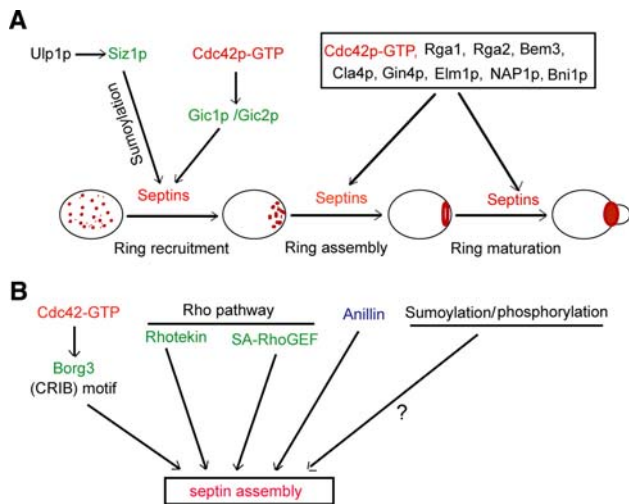 A
Ulp1p Siz1p Cdc42p-GTP
Cdc42p-GTP, Rga1, Rga2, Bem3,
Cla4p, Gin4p, Elm1p, NAP1p, Bni1p
Gic1p /Gic2p
Sumoylation
Septins Septins Septins
Ring recruitment Ring assembly Ring maturation
B
Cdc42-GTP Rho pathway Anillin Sumoylation/phosphorylation
Rhotekin SA-RhoGEF
Borg3
(CRIB) motif
?
septin assembly